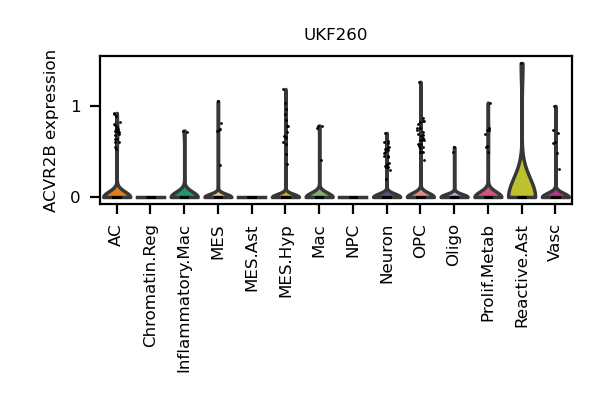 UKF260
ACVR2B expression
1
0
AC
Chromatin.Reg
Inflammatory.Mac
MES
MES.Ast
MES.Hyp
Mac
NPC
Neuron
OPC
Oligo
Prolif.Metab
Reactive.Ast
Vasc